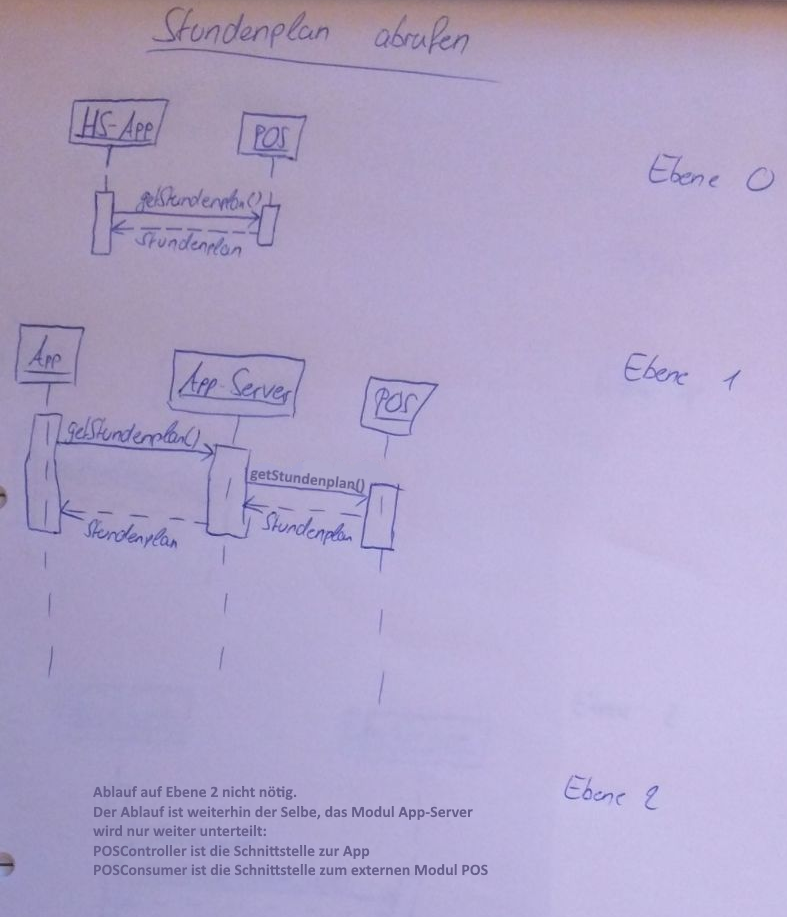 Stundenplan abrufen
HS-App
POS
Ebene 0
getStundenplan()
Stundenplan
App
App-Server
POS
Ebene 1
getStundenplan()
getStundenplan()
Stundenplan
Stundenplan
Ebene 2
Ablauf auf Ebene 2 nicht nötig.
Der Ablauf ist weiterhin der Selbe, das Modul App-Server
wird nur weiter unterteilt:
POSController ist die Schnittstelle zur App
POSConsumer ist die Schnittstelle zum externen Modul POS